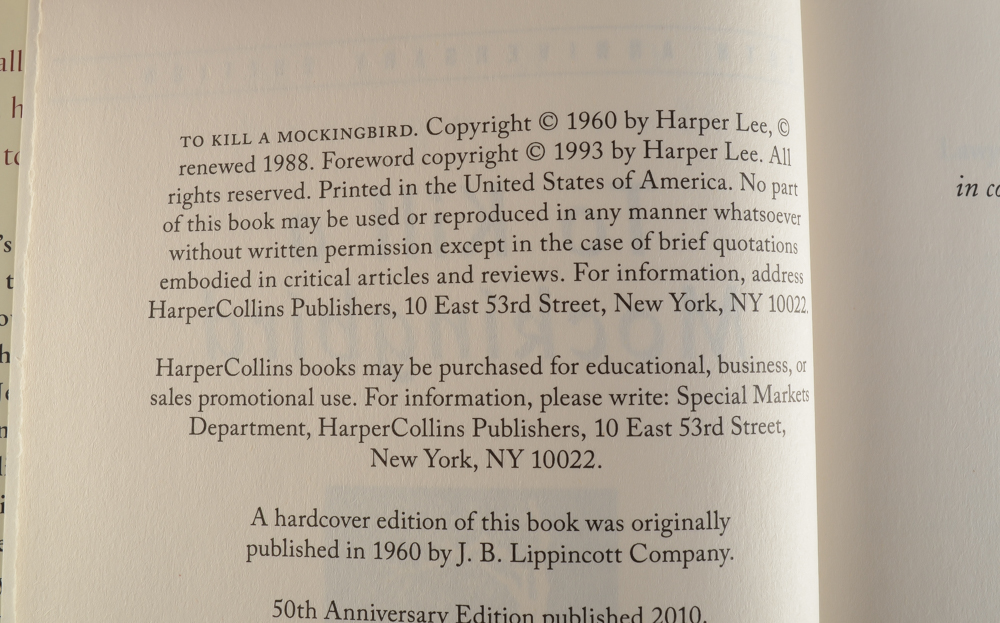 all
h
to
's
t
TO KILL A MOCKINGBIRD. Copyright © 1960 by Harper Lee, ©
renewed 1988. Foreword copyright © 1993 by Harper Lee. All
rights reserved. Printed in the United States of America. No part
of this book may be used or reproduced in any manner whatsoever
without written permission except in the case of brief quotations
embodied in critical articles and reviews. For information, address
HarperCollins Publishers, 10 East 53rd Street, New York, NY 10022.
HarperCollins books may be purchased for educational, business, or
sales promotional use. For information, please write: Special Markets
Department, HarperCollins Publishers, 10 East 53rd Street,
New York, NY 10022.
A hardcover edition of this book was originally
published in 1960 by J. B. Lippincott Company.
50th Anniversary Edition published 2010.
in co